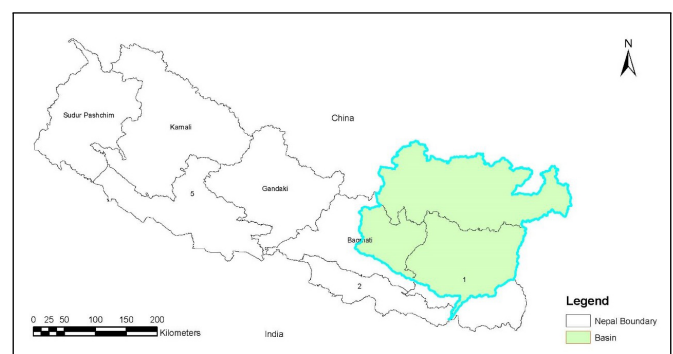 N
China
Sudur Pashchim
Karnali
5
Gandaki
Bagmati
2
1
Legend
Nepal Boundary
Basin
0 25 50 100 150 200
Kilometers
India